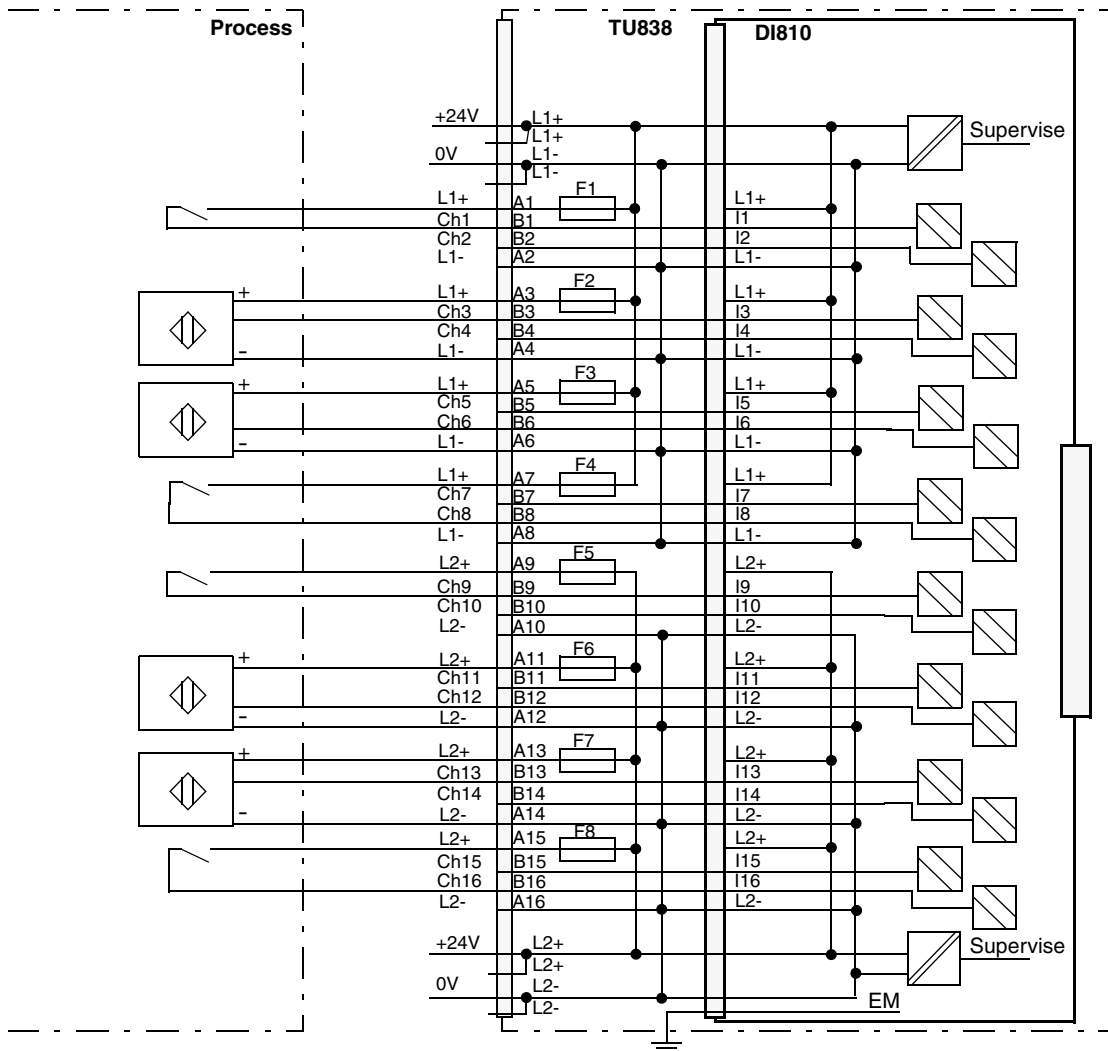 Process TU838 DI810
+24V L1+
L1+ Supervise
0V L1-
L1-
F1
L1+ A1 L1+
Ch1 B1 I1
Ch2 B2 I2
L1- A2 L1-
F2
L1+ A3 L1+
+
Ch3 B3 I3
Ch4 B4 I4
L1- A4 L1-
-
F3
L1+ A5 L1+
+
Ch5 B5 I5
Ch6 B6 I6
L1- A6 L1-
-
F4
L1+ A7 L1+
Ch7 B7 I7
Ch8 B8 I8
L1- A8 L1-
F5
L2+ A9 L2+
Ch9 B9 I9
Ch10 B10 I10
L2- A10 L2-
F6
+ L2+ A11 L2+
Ch11 B11 I11
Ch12 B12 I12
- L2- A12 L2-
F7
+ L2+ A13 L2+
Ch13 B13 I13
Ch14 B14 I14
- L2- A14 L2-
F8
L2+ A15 L2+
Ch15 B15 I15
Ch16 B16 I16
L2- A16 L2-
+24V L2+ Supervise
L2+
0V L2-
L2- EM